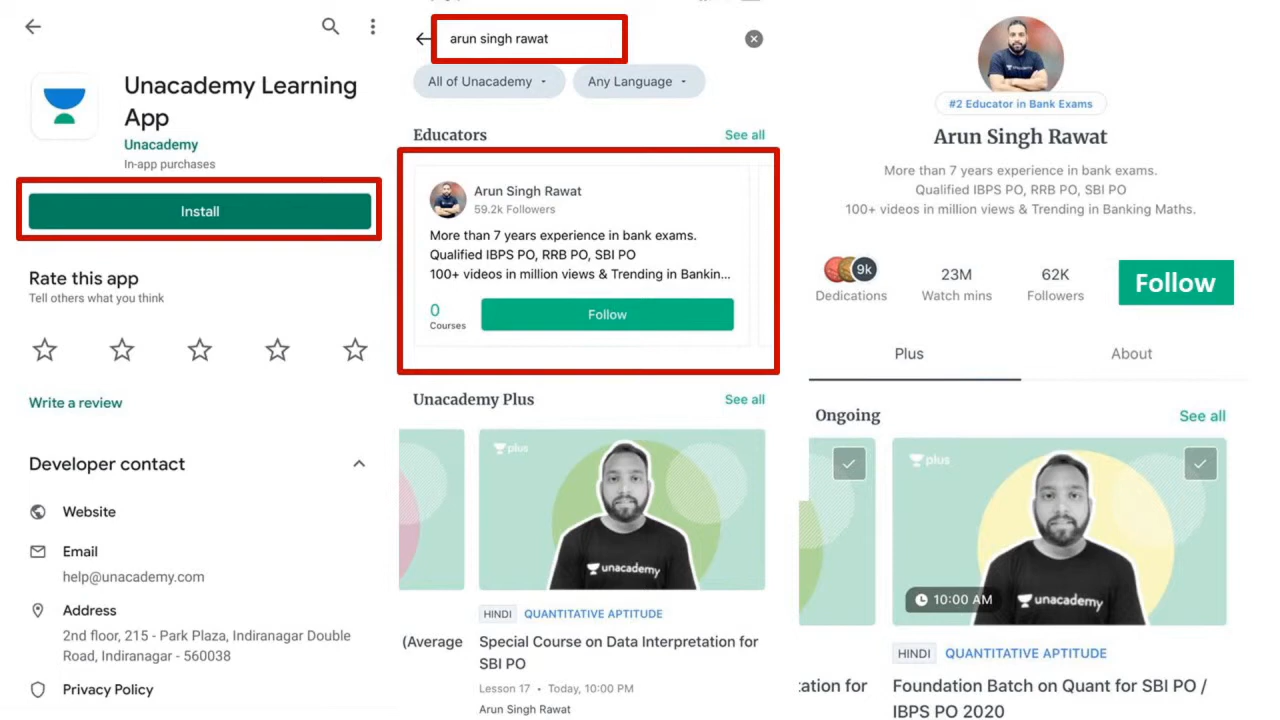 Unacademy Learning
App
Unacademy
In-app purchases
Install
Rate this app
Tell others what you think
Write a review
Developer contact
Website
Email
help@unacademy.com
Address
2nd floor, 215 - Park Plaza, Indiranagar Double
Road, Indiranagar - 560038
Privacy Policy
arun singh rawat
All of Unacademy
Any Language
Educators
See all
Arun Singh Rawat
59.2k Followers
More than 7 years experience in bank exams.
Qualified IBPS PO, RRB PO, SBI PO
100+ videos in million views & Trending in Bankin...
0
Courses
Follow
Unacademy Plus
See all
plus
unacademy
HINDI QUANTITATIVE APTITUDE
(Average
Special Course on Data Interpretation for
SBI PO
Lesson 17 • Today, 10:00 PM
Arun Singh Rawat
#2 Educator in Bank Exams
Arun Singh Rawat
More than 7 years experience in bank exams.
Qualified IBPS PO, RRB PO, SBI PO
100+ videos in million views & Trending in Banking Maths.
9k
Dedications
23M
Watch mins
62K
Followers
Follow
Plus
About
Ongoing
See all
plus
10:00 AM
unacademy
HINDI QUANTITATIVE APTITUDE
tation for
Foundation Batch on Quant for SBI PO /
IBPS PO 2020